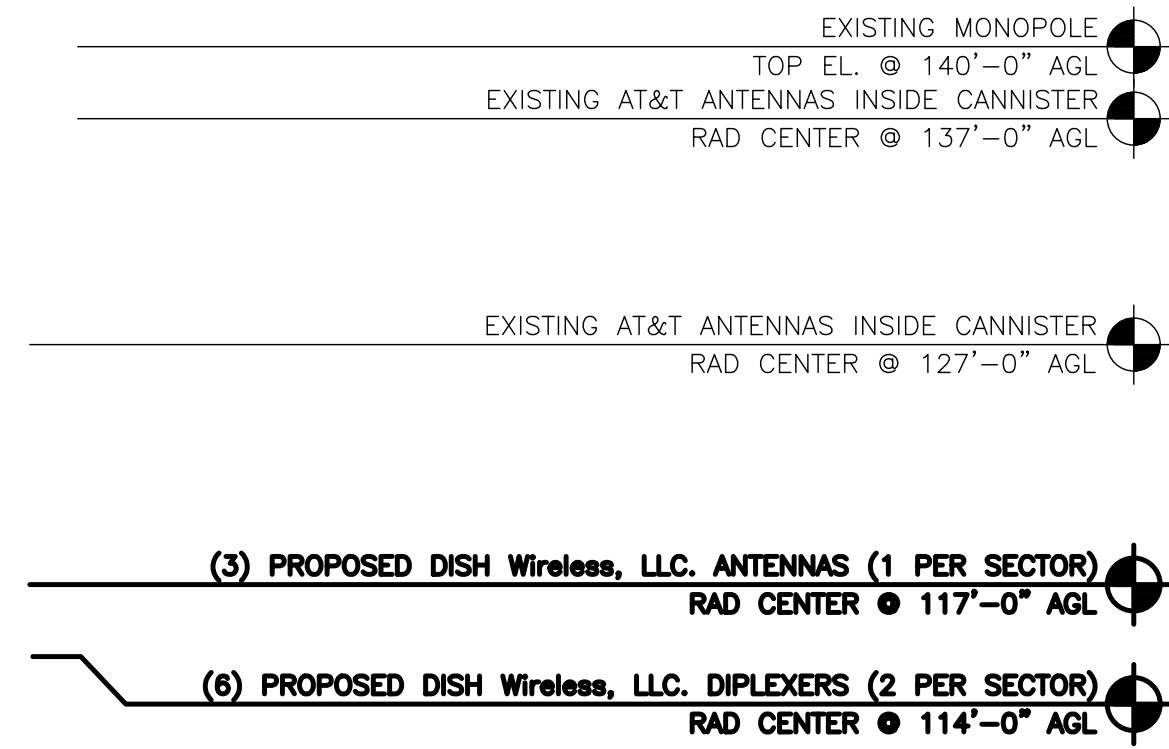 EXISTING MONOPOLE
TOP EL. @ 140'-0" AGL
EXISTING AT&T ANTENNAS INSIDE CANNISTER
RAD CENTER @ 137'-0" AGL
EXISTING AT&T ANTENNAS INSIDE CANNISTER
RAD CENTER @ 127'-0" AGL
(3) PROPOSED DISH Wireless, LLC. ANTENNAS (1 PER SECTOR)
RAD CENTER @ 117'-0" AGL
(6) PROPOSED DISH Wireless, LLC. DIPLEXERS (2 PER SECTOR)
RAD CENTER @ 114'-0" AGL